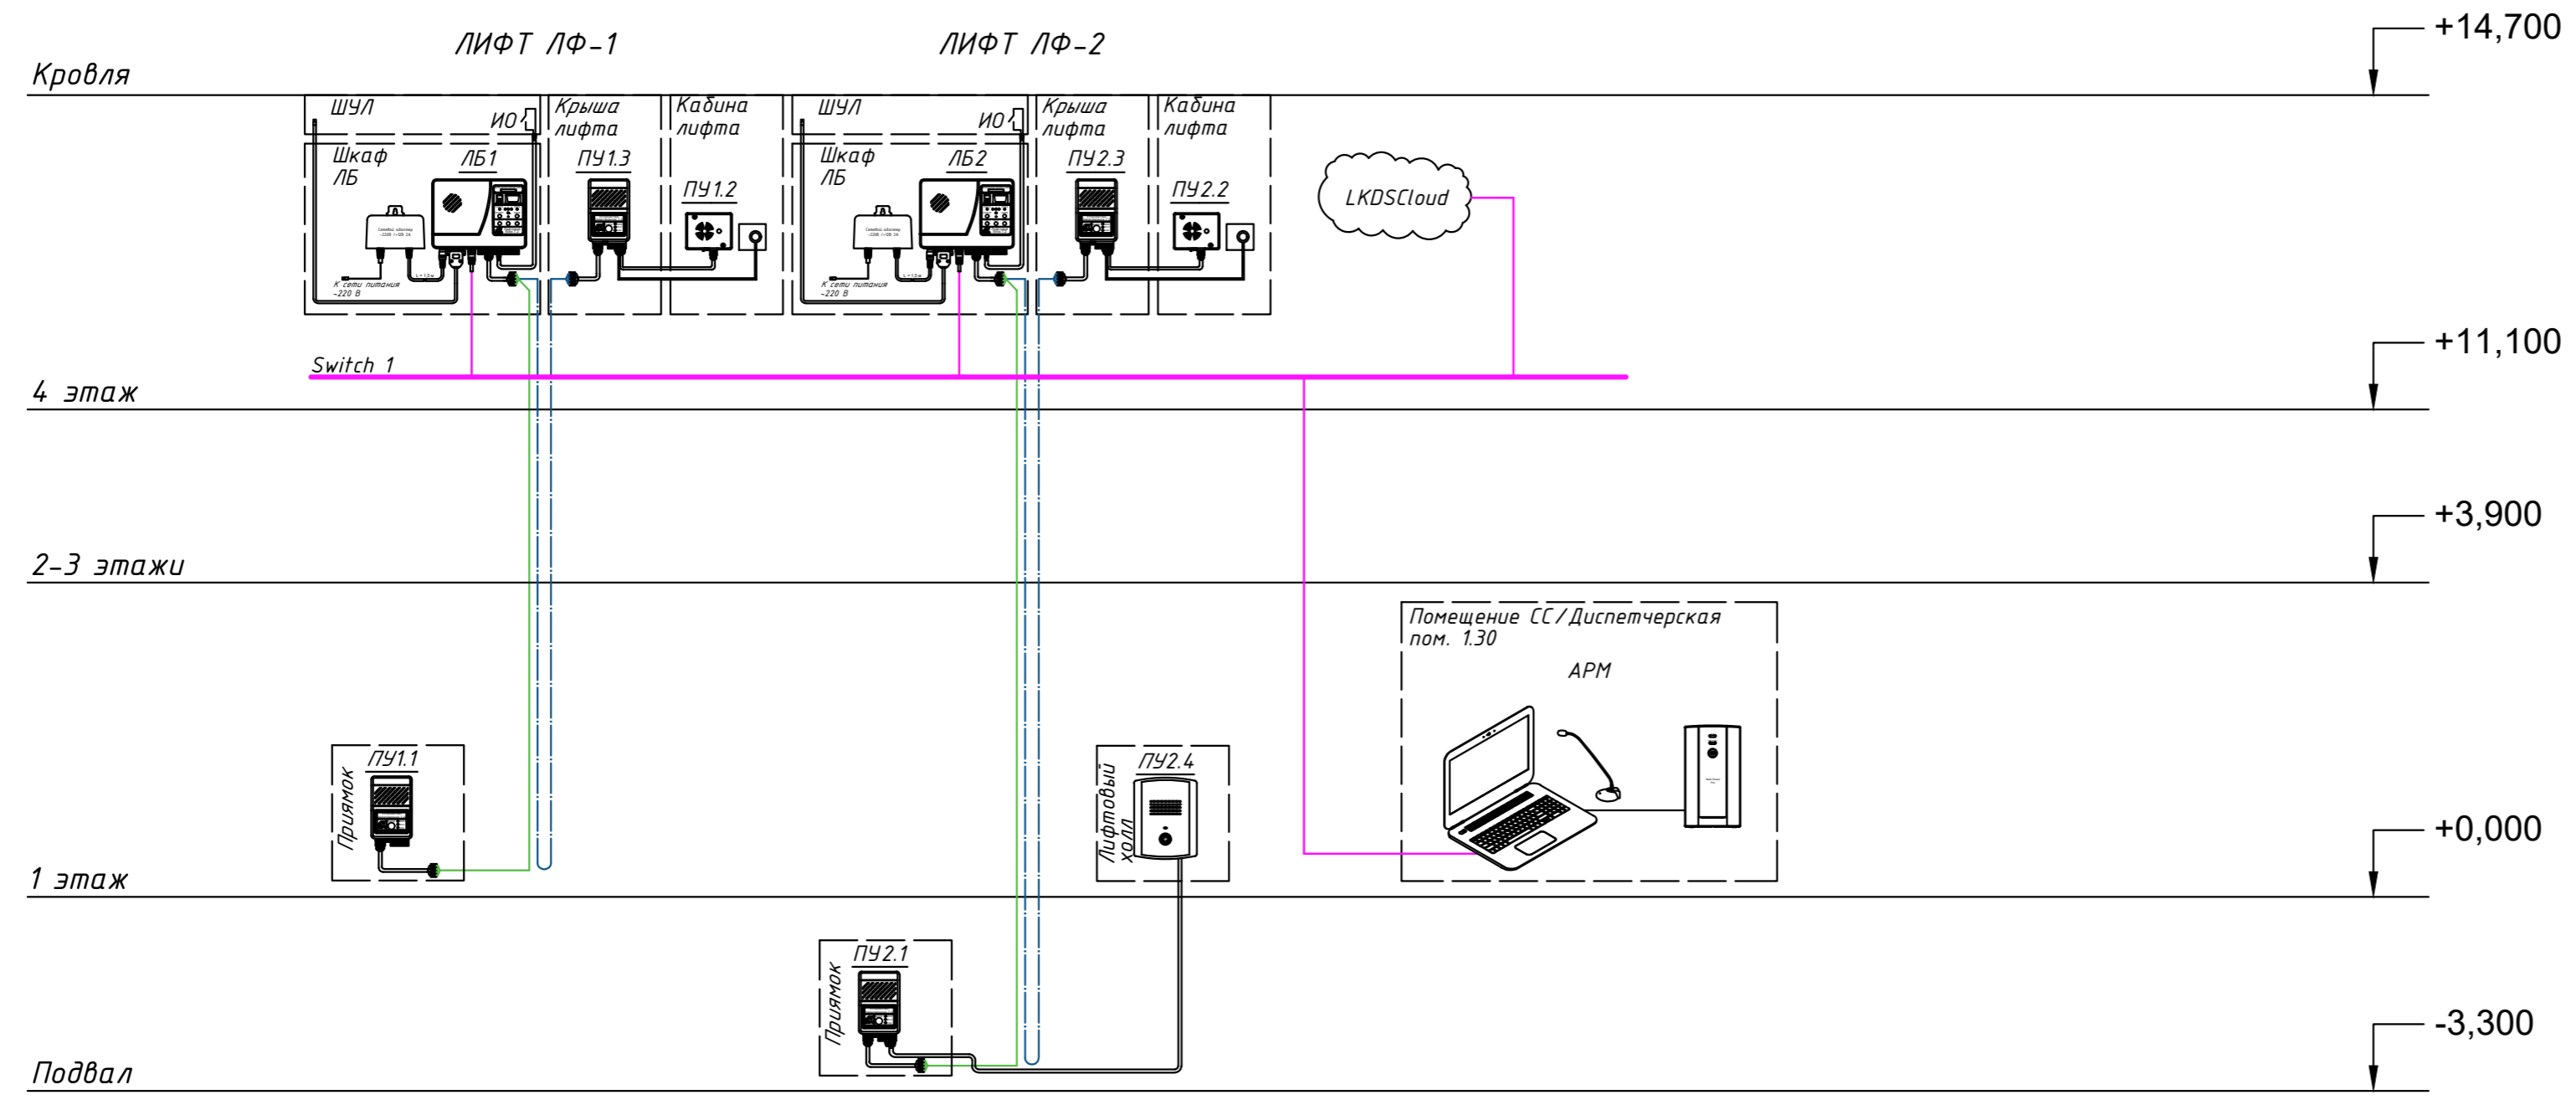 ЛИФТ ЛФ-1
ЛИФТ ЛФ-2
+14,700
Кровля
ШУЛ
ИО
Крыша
лифта
Кабина
лифта
ШУЛ
ИО
Крыша
лифта
Кабина
лифта
Шкаф
ЛБ
ЛБ1
ПУ1.3
ПУ1.2
Шкаф
ЛБ
ЛБ2
ПУ2.3
ПУ2.2
LKDSCloud
К сети питания
~220 В
L = 1,2 м
К сети питания
~220 В
L = 1,2 м
+11,100
Switch 1
4 этаж
+3,900
2-3 этажи
Помещение СС/Диспетчерская
пом. 1.30
АРМ
ПУ1.1
Приямок
ПУ2.4
Лифтовый
холл
+0,000
1 этаж
ПУ2.1
Приямок
-3,300
Подвал